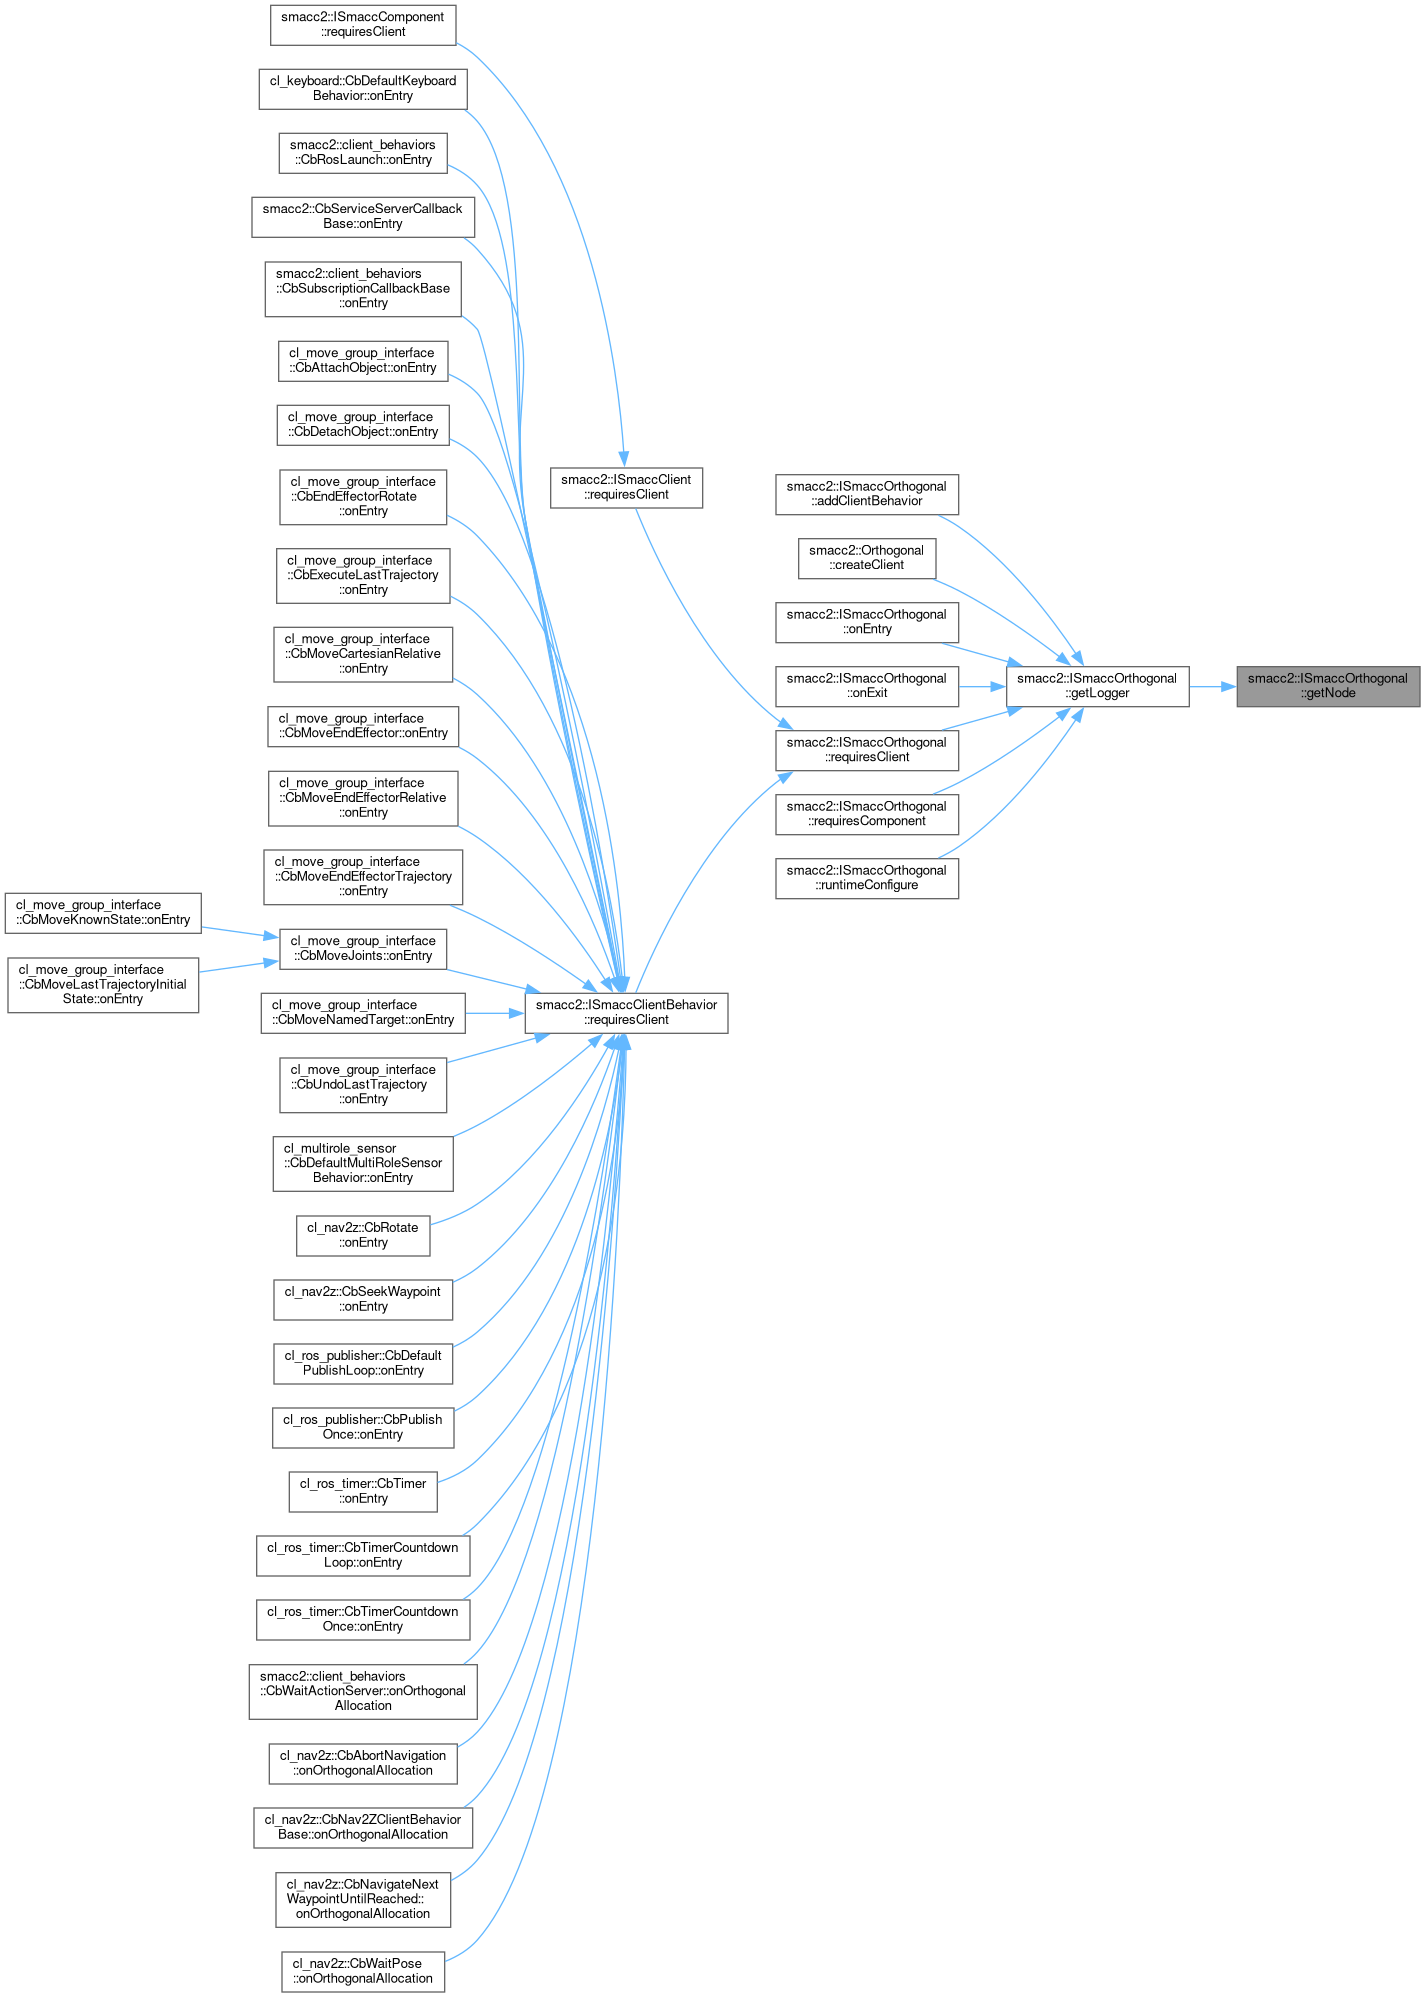 smacc2::ISmaccComponent
::requiresClient
cl_keyboard::CbDefaultKeyboard
Behavior::onEntry
smacc2::client_behaviors
::CbRosLaunch::onEntry
smacc2::CbServiceServerCallback
Base::onEntry
smacc2::client_behaviors
::CbSubscriptionCallbackBase
::onEntry
cl_move_group_interface
::CbAttachObject::onEntry
cl_move_group_interface
::CbDetachObject::onEntry
cl_move_group_interface
::CbEndEffectorRotate
::onEntry
cl_move_group_interface
::CbExecuteLastTrajectory
::onEntry
cl_move_group_interface
::CbMoveCartesianRelative
::onEntry
cl_move_group_interface
::CbMoveEndEffector::onEntry
cl_move_group_interface
::CbMoveEndEffectorRelative
::onEntry
cl_move_group_interface
::CbMoveEndEffectorTrajectory
::onEntry
cl_move_group_interface
::CbMoveKnownState::onEntry
cl_move_group_interface
::CbMoveLastTrajectoryInitial
State::onEntry
cl_move_group_interface
::CbMoveJoints::onEntry
cl_move_group_interface
::CbMoveNamedTarget::onEntry
cl_move_group_interface
::CbUndoLastTrajectory
::onEntry
cl_multirole_sensor
::CbDefaultMultiRoleSensor
Behavior::onEntry
cl_nav2z::CbRotate
::onEntry
cl_nav2z::CbSeekWaypoint
::onEntry
cl_ros_publisher::CbDefault
PublishLoop::onEntry
cl_ros_publisher::CbPublish
Once::onEntry
cl_ros_timer::CbTimer
::onEntry
cl_ros_timer::CbTimerCountdown
Loop::onEntry
cl_ros_timer::CbTimerCountdown
Once::onEntry
smacc2::client_behaviors
::CbWaitActionServer::onOrthogonal
Allocation
cl_nav2z::CbAbortNavigation
::onOrthogonalAllocation
cl_nav2z::CbNav2ZClientBehavior
Base::onOrthogonalAllocation
cl_nav2z::CbNavigateNext
WaypointUntilReached::
onOrthogonalAllocation
cl_nav2z::CbWaitPose
::onOrthogonalAllocation
smacc2::ISmaccClient
::requiresClient
smacc2::ISmaccClientBehavior
::requiresClient
smacc2::ISmaccOrthogonal
::addClientBehavior
smacc2::Orthogonal
::createClient
smacc2::ISmaccOrthogonal
::onEntry
smacc2::ISmaccOrthogonal
::onExit
smacc2::ISmaccOrthogonal
::requiresClient
smacc2::ISmaccOrthogonal
::requiresComponent
smacc2::ISmaccOrthogonal
::runtimeConfigure
smacc2::ISmaccOrthogonal
::getLogger
smacc2::ISmaccOrthogonal
::getNode